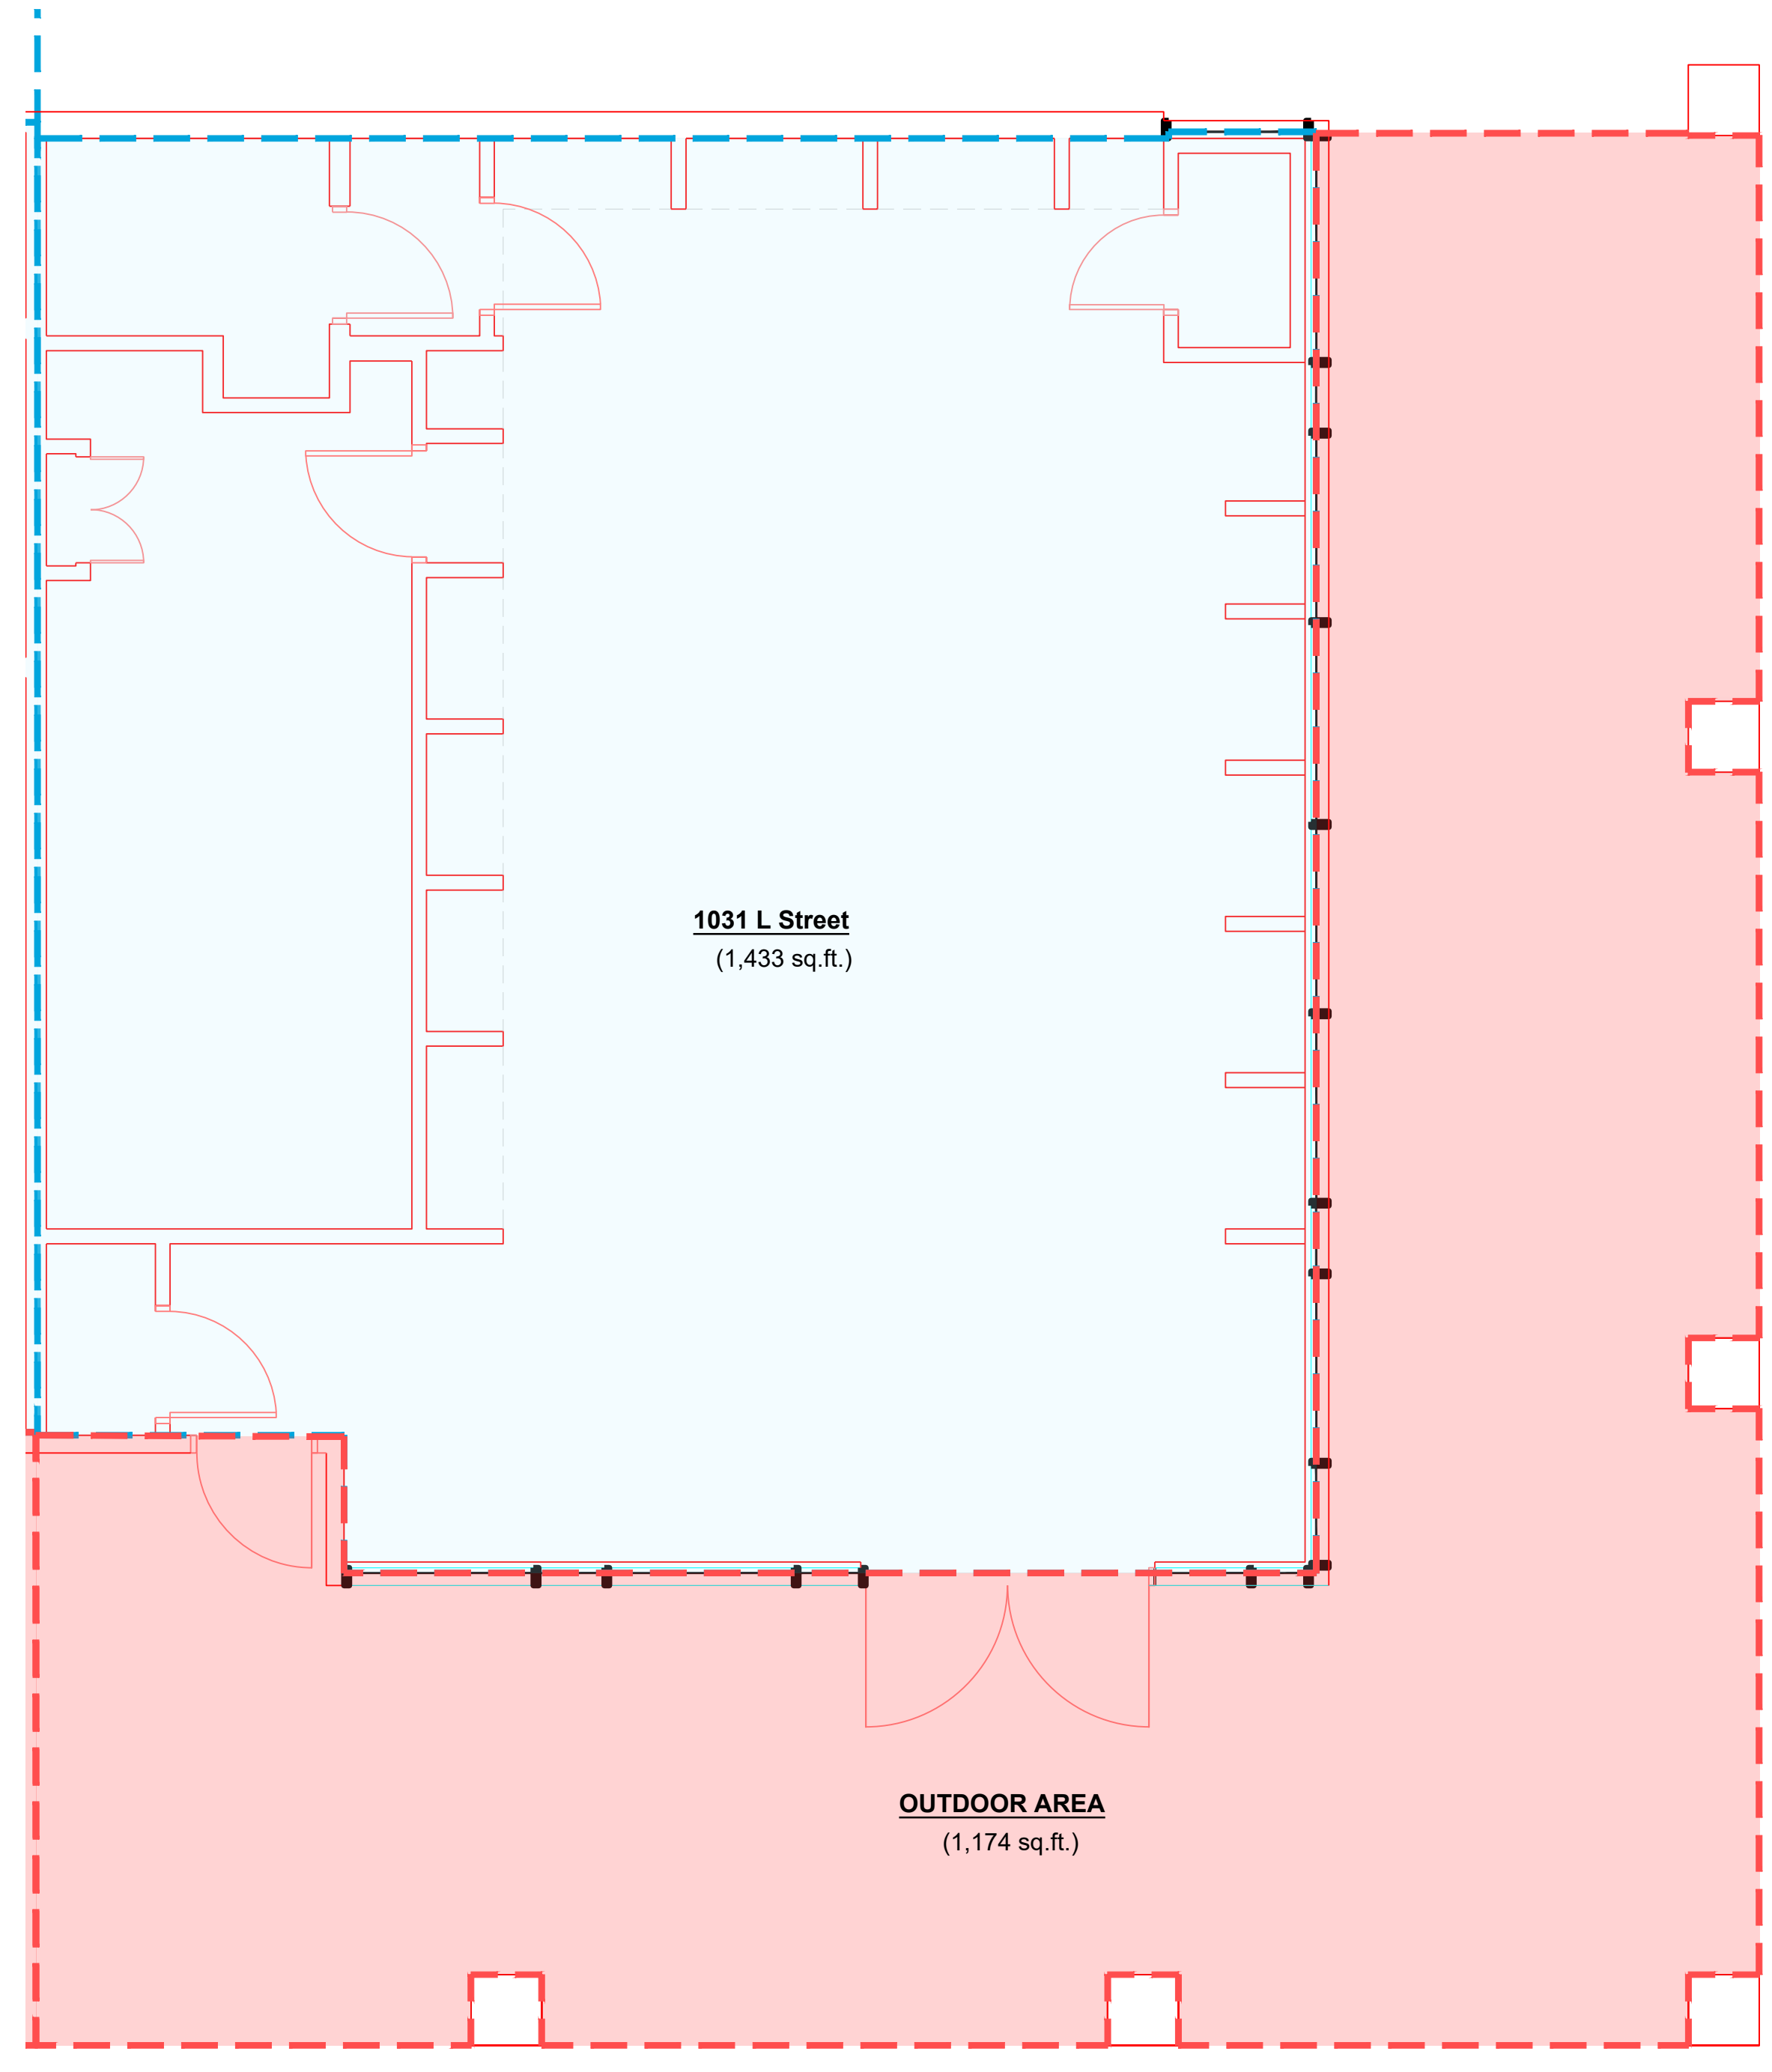 1031 L Street
(1,433 sq.ft.)
OUTDOOR AREA
(1,174 sq.ft.)